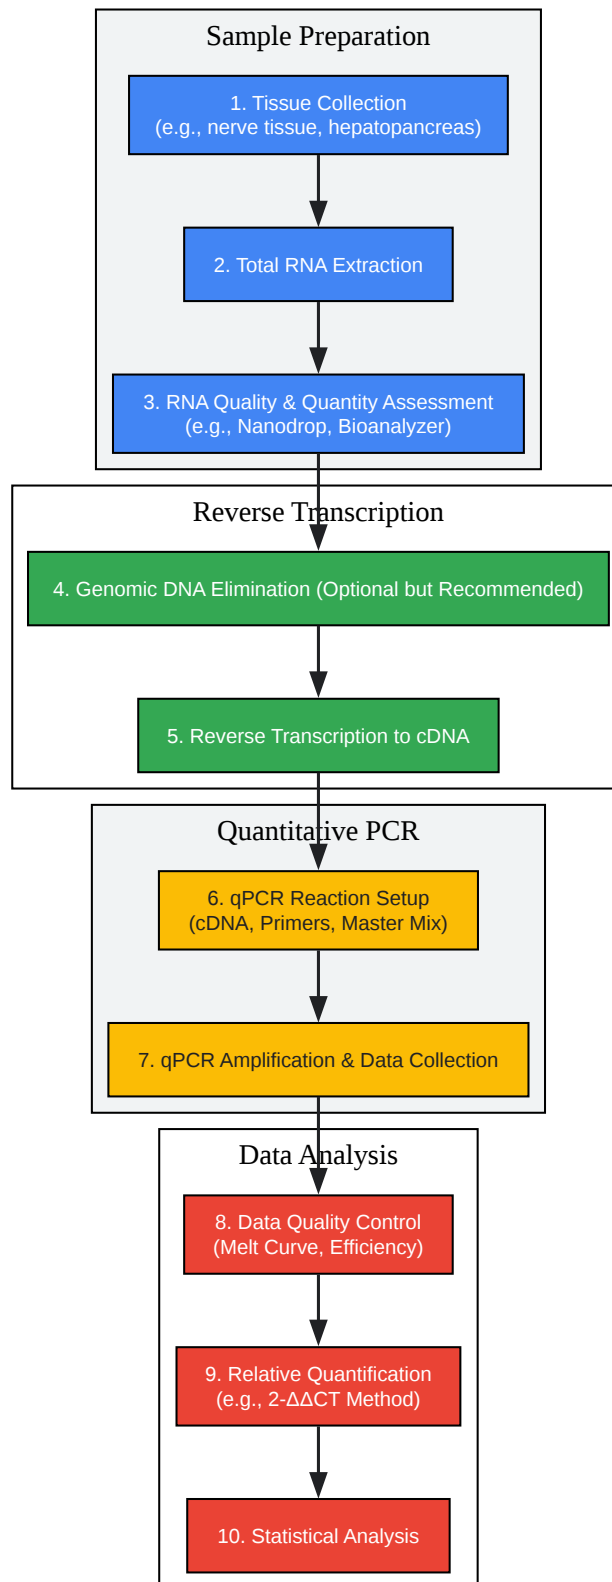 Sample Preparation
1. Tissue Collection
(e.g., nerve tissue, hepatopancreas)
2. Total RNA Extraction
3. RNA Quality & Quantity Assessment
(e.g., Nanodrop, Bioanalyzer)
Reverse Transcription
4. Genomic DNA Elimination (Optional but Recommended)
5. Reverse Transcription to cDNA
Quantitative PCR
6. qPCR Reaction Setup
(cDNA, Primers, Master Mix)
7. qPCR Amplification & Data Collection
Data Analysis
8. Data Quality Control
(Melt Curve, Efficiency)
9. Relative Quantification
(e.g., 2-ΔΔCT Method)
10. Statistical Analysis